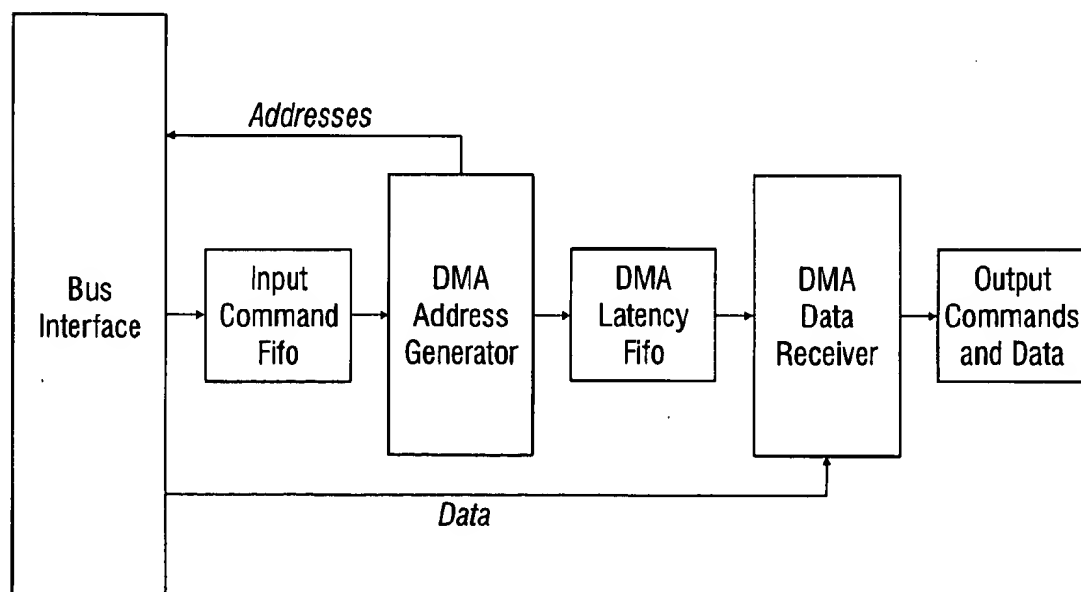 Addresses
Bus
Interface
Input
Command
Fifo
DMA
Address
Generator
DMA
Latency
Fifo
DMA
Data
Receiver
Output
Commands
and Data
Data